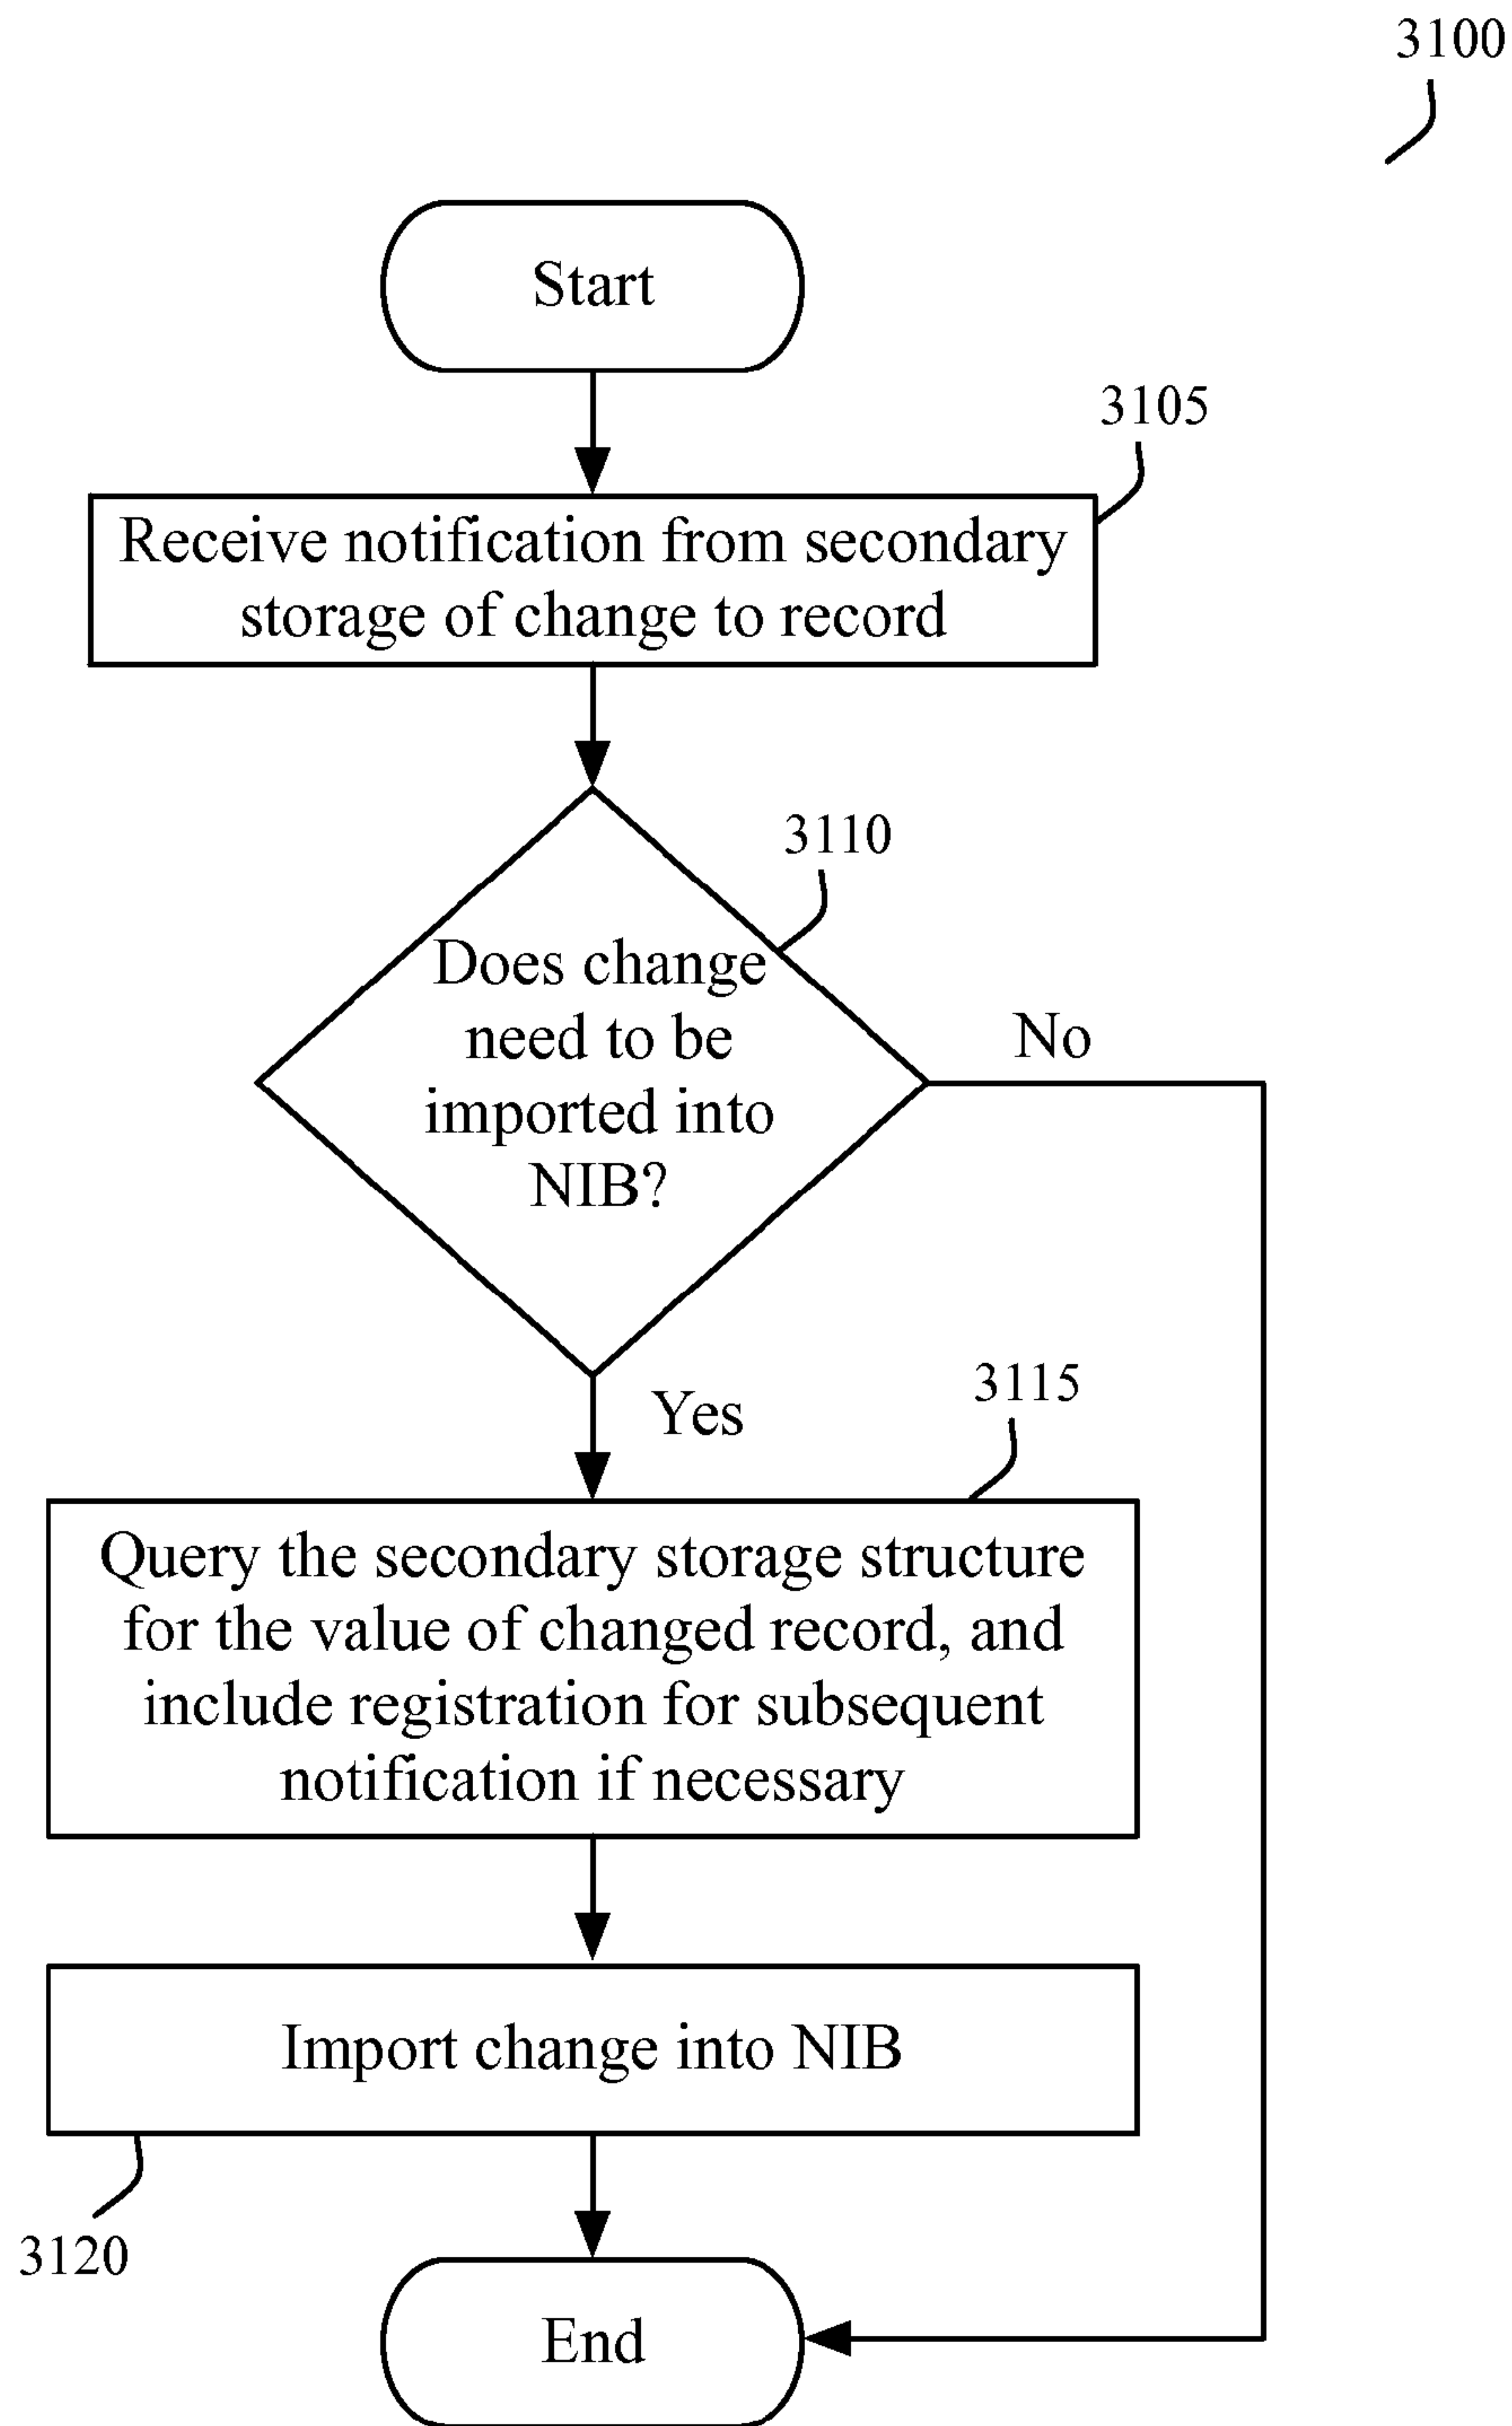 3100
Start
3105
Receive notification from secondary
storage of change to record
3110
Does change
need to be
imported into
NIB?
No
Yes
3115
Query the secondary storage structure
for the value of changed record, and
include registration for subsequent
notification if necessary
Import change into NIB
3120
End